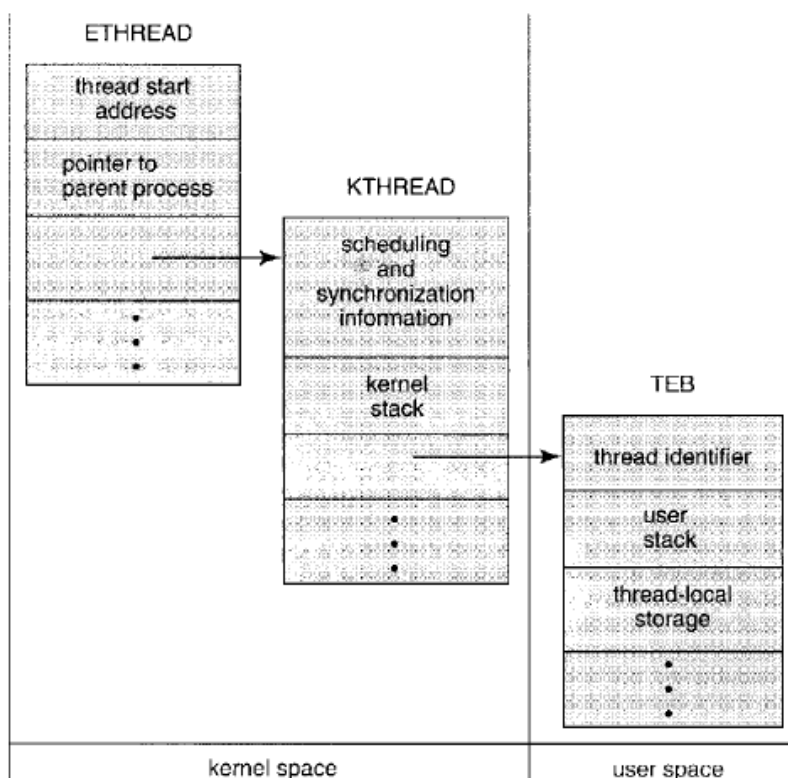 ETHREAD
thread start
address
pointer to
parent process
KTHREAD
scheduling
and
synchronization
information
kernel
stack
TEB
thread identifier
user
stack
thread-local
storage
kernel space
user space